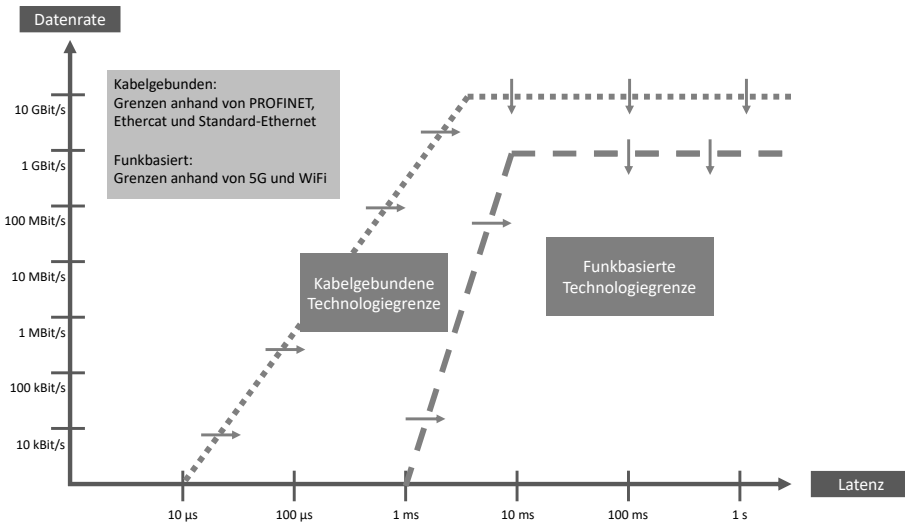 Datenrate
Kabelgebunden:
Grenzen anhand von PROFINET,
Ethercat und Standard-Ethernet
Funkbasiert:
Grenzen anhand von 5G und WiFi
10 GBit/s
1 GBit/s
100 MBit/s
10 MBit/s
1 MBit/s
100 kBit/s
10 kBit/s
Kabelgebundene
Technologiegrenze
Funkbasierte
Technologiegrenze
Latenz
10 µs
100 µs
1 ms
10 ms
100 ms
1 s